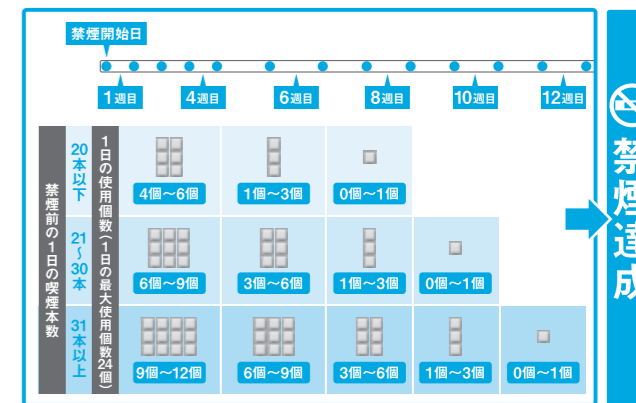 禁煙開始日
1週目
4週目
6週目
8週目
10週目
12週目
禁煙前の1日の喫煙本数
1日の使用個数(1日の最大使用個数24個)
20本以下
4個〜6個
1個〜3個
0個〜1個
21〜30本
6個〜9個
3個〜6個
1個〜3個
0個〜1個
31本以上
9個〜12個
6個〜9個
3個〜6個
1個〜3個
0個〜1個
禁煙達成